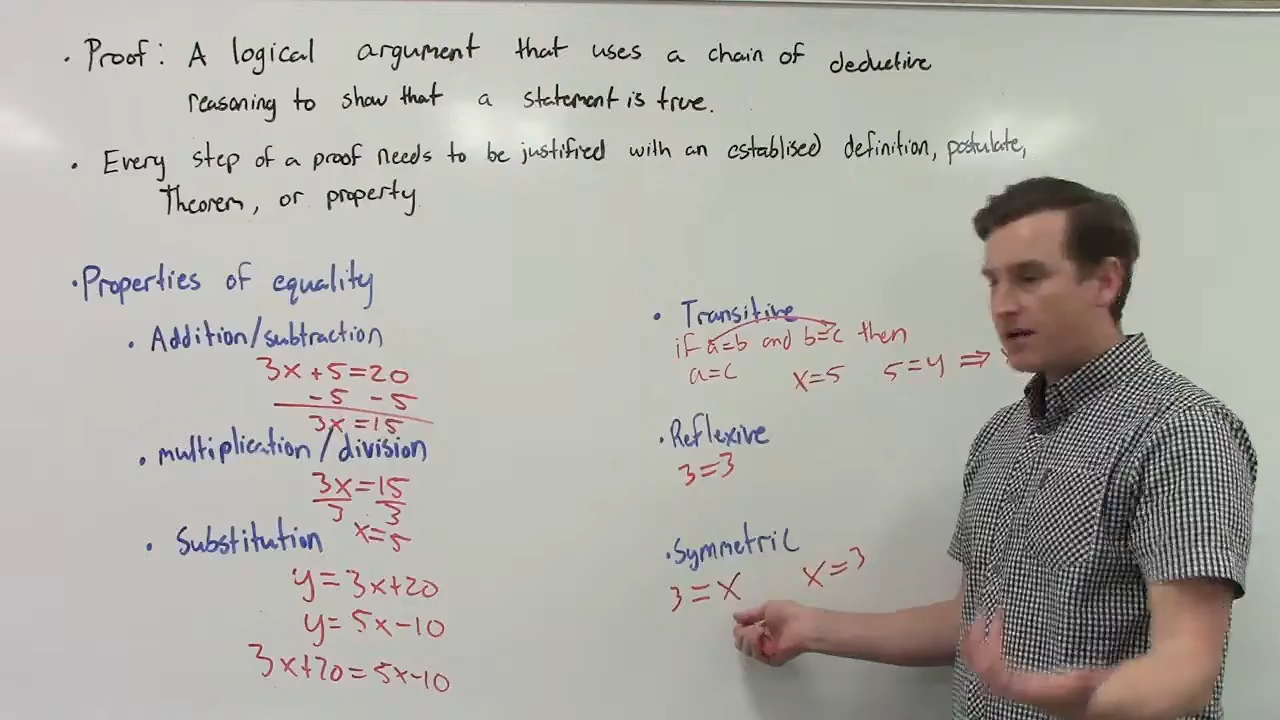 · Proof: A logical argument that uses a chain of deductive
reasoning to show that a statement is true.
· Every step of a proof needs to be justified with an establised definition, postulate,
Theorem, or property
· Properties of equality
· Addition/subtraction
3x+5=20
-5 -5
3x=15
· multiplication/division
3x=15
3 3
x=5
· Substitution
y=3x+20
y=5x-10
3x+20=5x-10
· Transitive
if a=b and b=c then
a=c x=5 5=y ⇒
· Reflexive
3=3
· Symmetric
3=x x=3